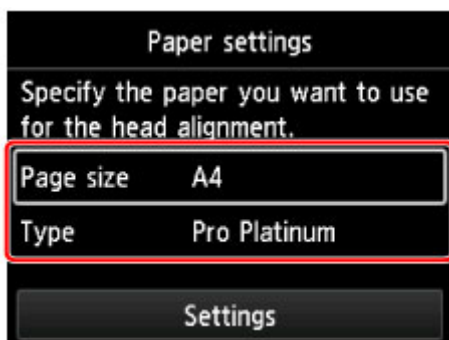 Paper settings
Specify the paper you want to use
for the head alignment.
Page size A4
Type Pro Platinum
Settings